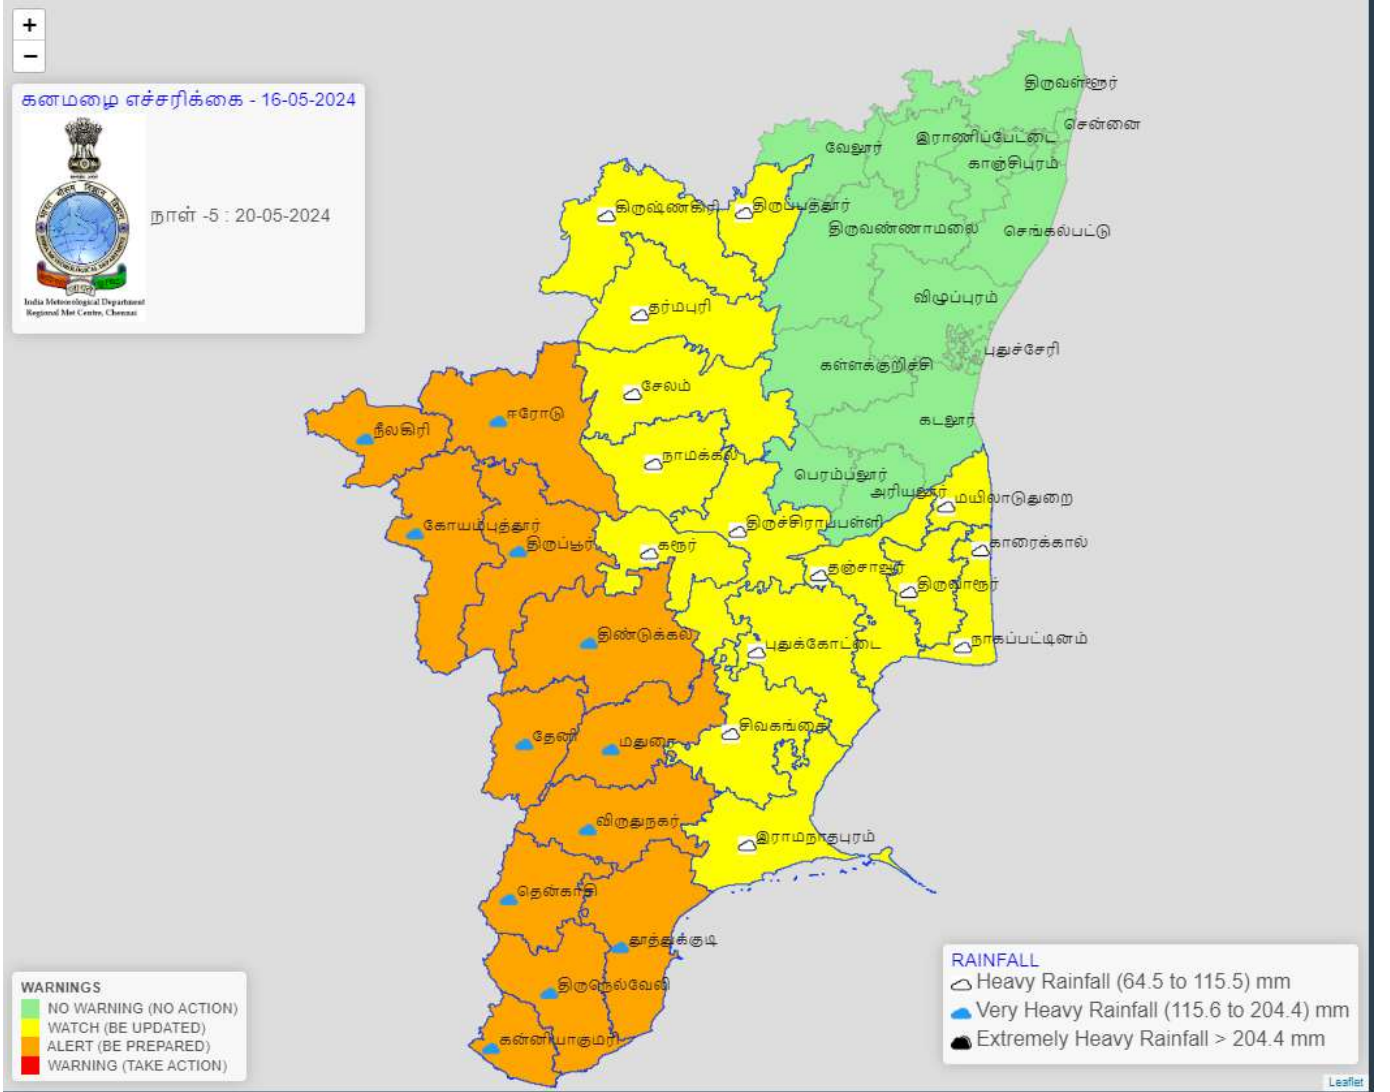 +
−
கனமழை எச்சரிக்கை - 16-05-2024
நாள் -5 : 20-05-2024
भारत मौसम विज्ञान विभाग
INDIA METEOROLOGICAL DEPARTMENT
India Meteorological Department
Regional Met Centre, Chennai
திருவள்ளூர்
சென்னை
இராணிப்பேட்டை
வேலூர்
காஞ்சிபுரம்
கிருஷ்ணகிரி
திருப்பத்தூர்
திருவண்ணாமலை
செங்கல்பட்டு
விழுப்புரம்
தர்மபுரி
புதுச்சேரி
கள்ளக்குறிச்சி
சேலம்
ஈரோடு
கடலூர்
நீலகிரி
நாமக்கல்
பெரம்பலூர்
அரியலூர்
மயிலாடுதுறை
கோயம்புத்தூர்
திருச்சிராப்பள்ளி
திருப்பூர்
கரூர்
காரைக்கால்
தஞ்சாவூர்
திருவாரூர்
திண்டுக்கல்
புதுக்கோட்டை
நாகப்பட்டினம்
தேனி
மதுரை
சிவகங்கை
விருதுநகர்
இராமநாதபுரம்
தென்காசி
தூத்துக்குடி
திருநெல்வேலி
கன்னியாகுமரி
WARNINGS
NO WARNING (NO ACTION)
WATCH (BE UPDATED)
ALERT (BE PREPARED)
WARNING (TAKE ACTION)
RAINFALL
Heavy Rainfall (64.5 to 115.5) mm
Very Heavy Rainfall (115.6 to 204.4) mm
Extremely Heavy Rainfall > 204.4 mm
Leaflet